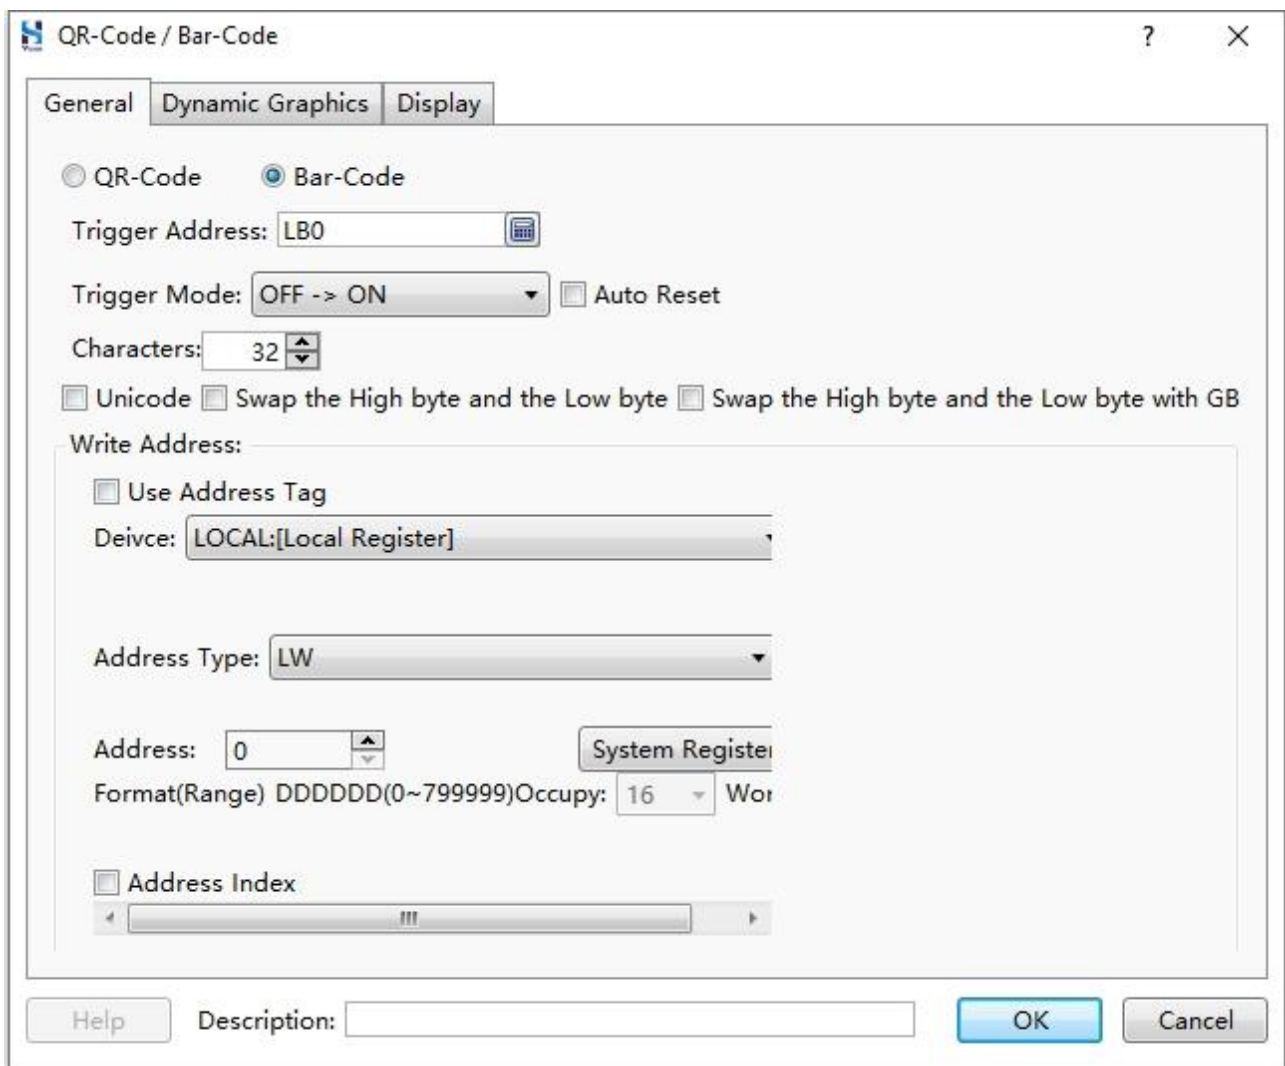 QR-Code / Bar-Code ?
General Dynamic Graphics Display
QR-Code Bar-Code
Trigger Address: LB0
Trigger Mode: OFF -> ON Auto Reset
Characters: 32
Unicode Swap the High byte and the Low byte Swap the High byte and the Low byte with GB
Write Address:
Use Address Tag
Deivce: LOCAL:[Local Register]
Address Type: LW
Address: 0 System Register
Format(Range) DDDDDD(0~799999)Occupy: 16 Wor
Address Index
Help Description: OK Cancel